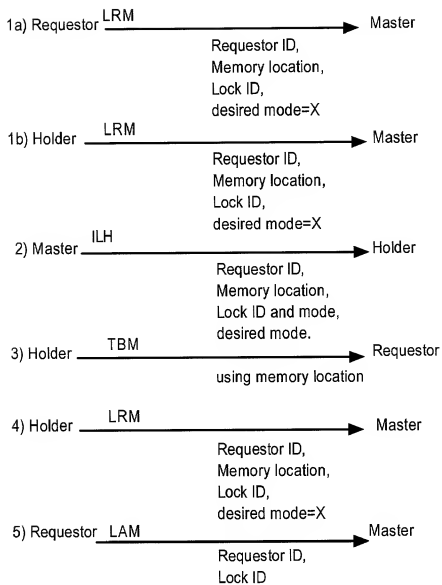 1a) Requestor LRM Master
Requestor ID,
Memory location,
Lock ID,
desired mode=X
1b) Holder LRM Master
Requestor ID,
Memory location,
Lock ID,
desired mode=X
2) Master ILH Holder
Requestor ID,
Memory location,
Lock ID and mode,
desired mode.
3) Holder TBM Requestor
using memory location
4) Holder LRM Master
Requestor ID,
Memory location,
Lock ID,
desired mode=X
5) Requestor LAM Master
Requestor ID,
Lock ID